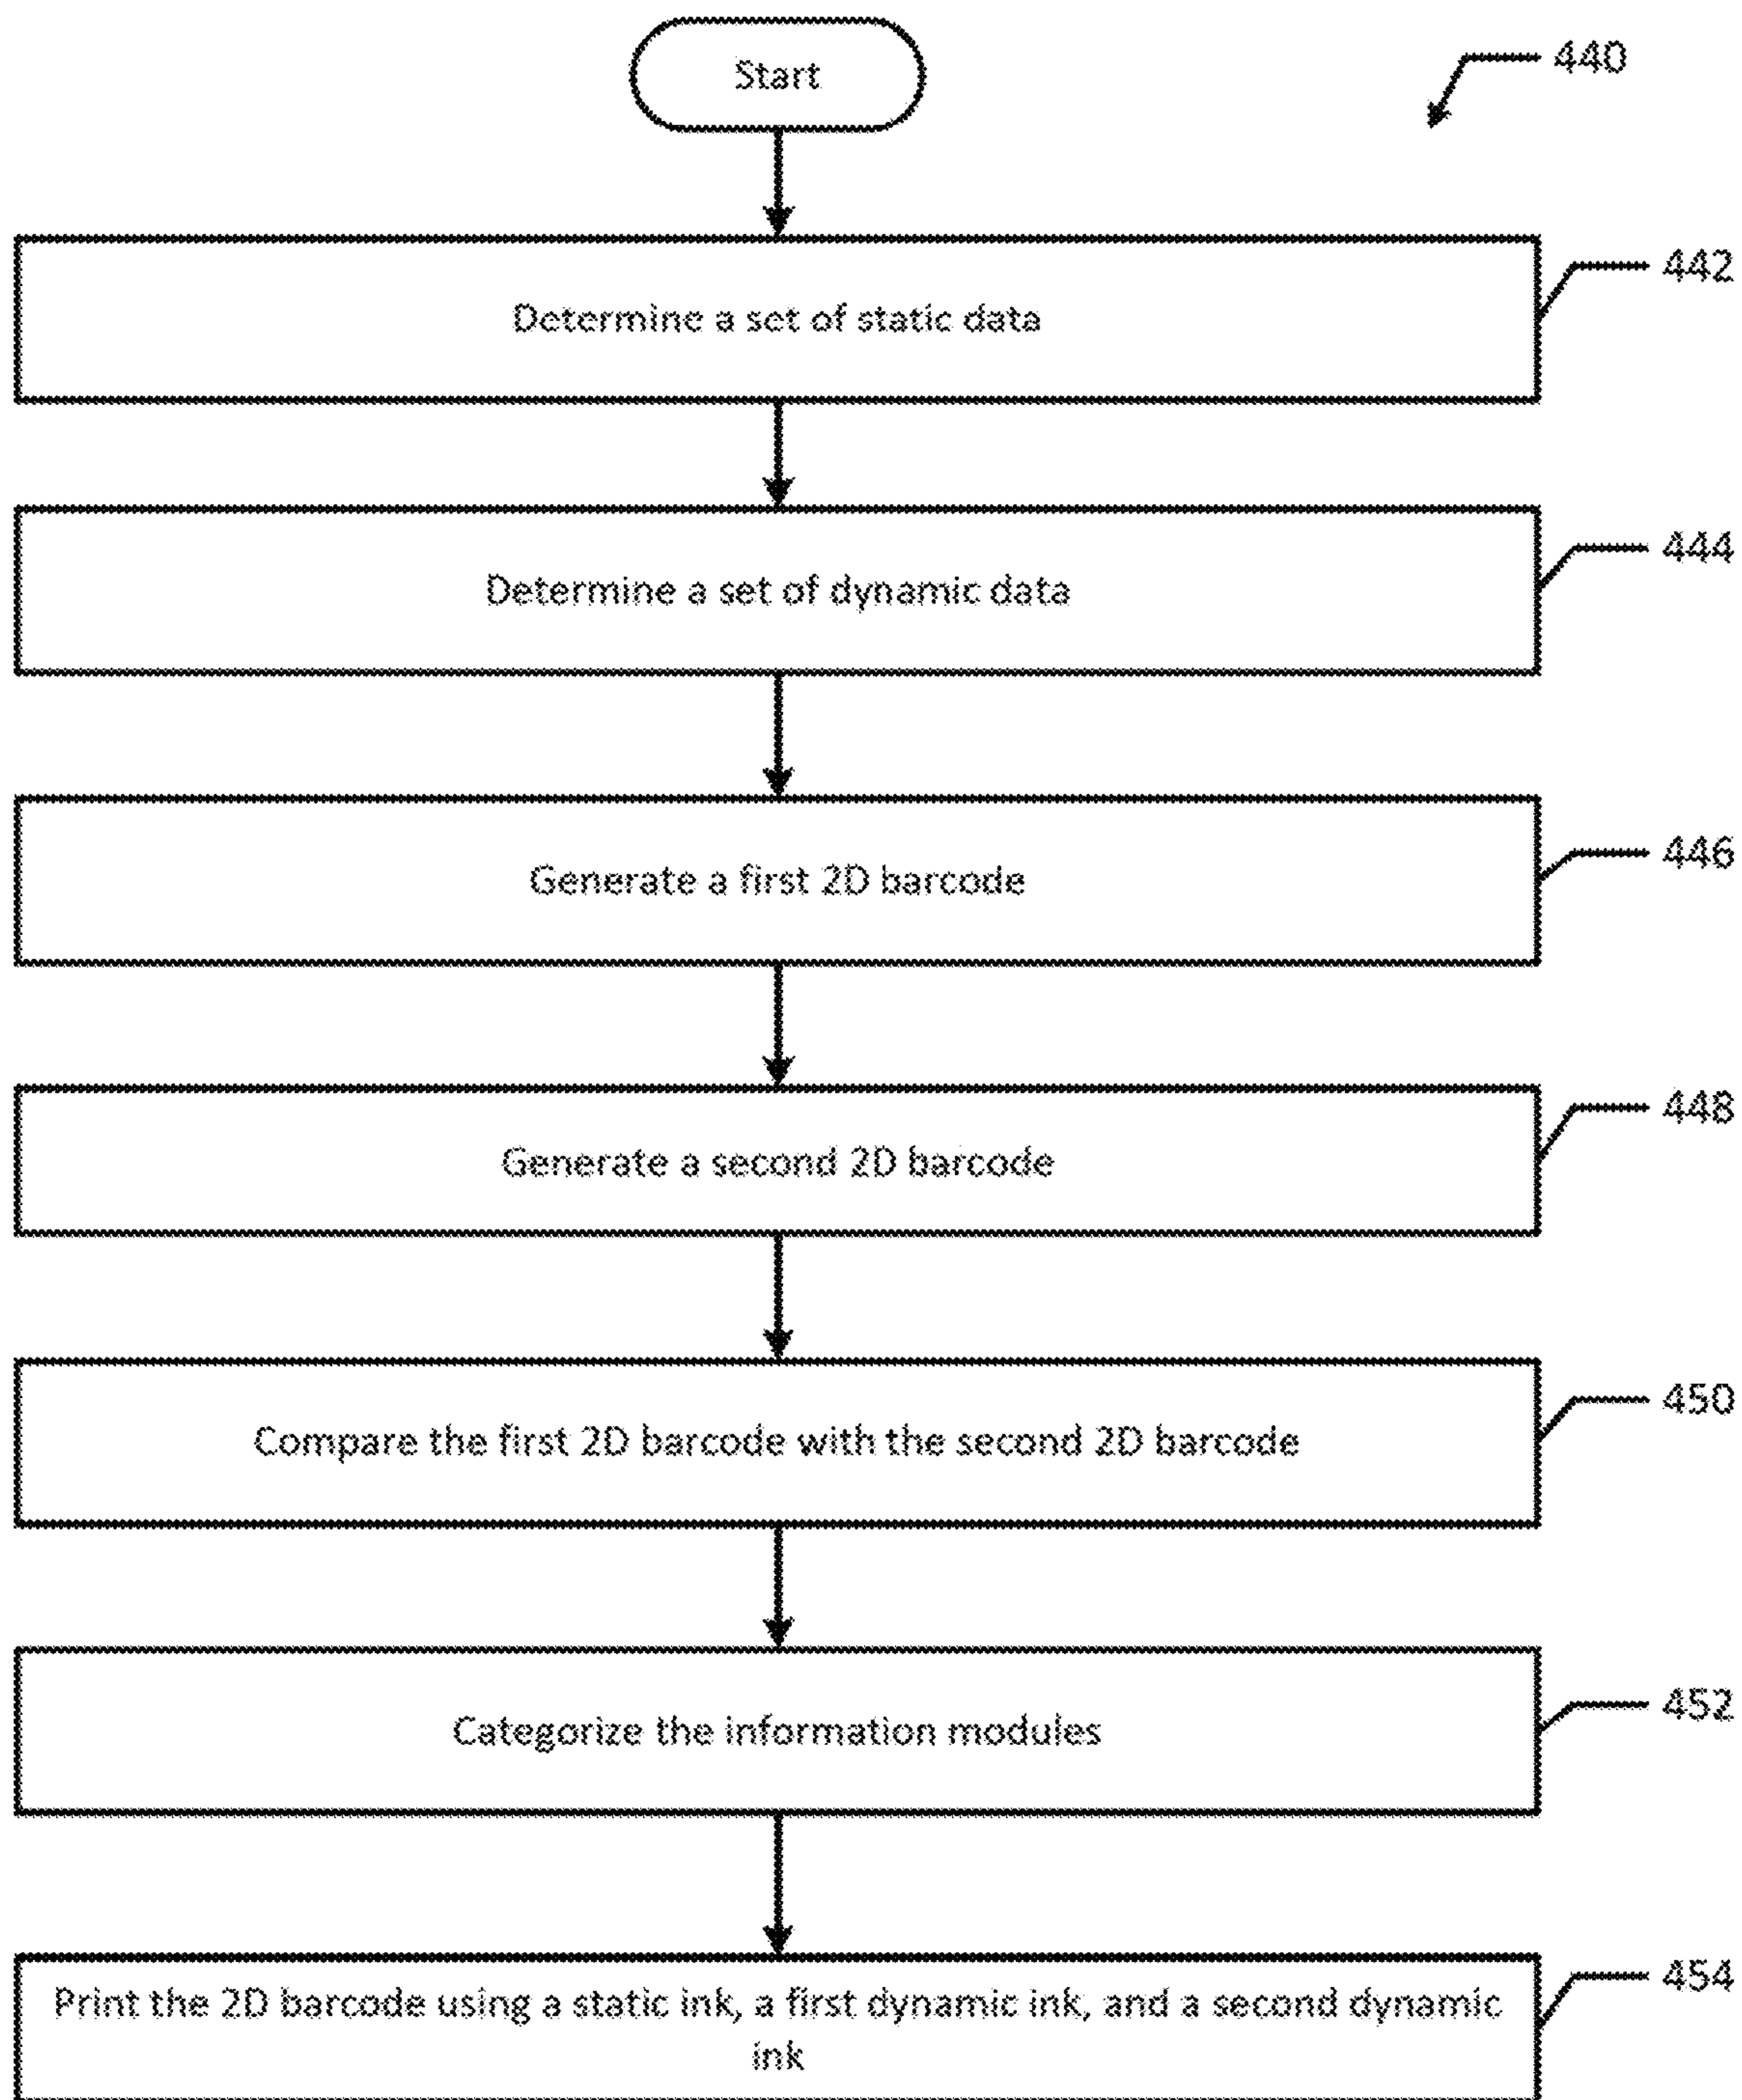 Start
440
Determine a set of static data
442
Determine a set of dynamic data
444
Generate a first 2D barcode
446
Generate a second 2D barcode
448
Compare the first 2D barcode with the second 2D barcode
450
Categorize the information modules
452
Print the 2D barcode using a static ink, a first dynamic ink, and a second dynamic
ink
454